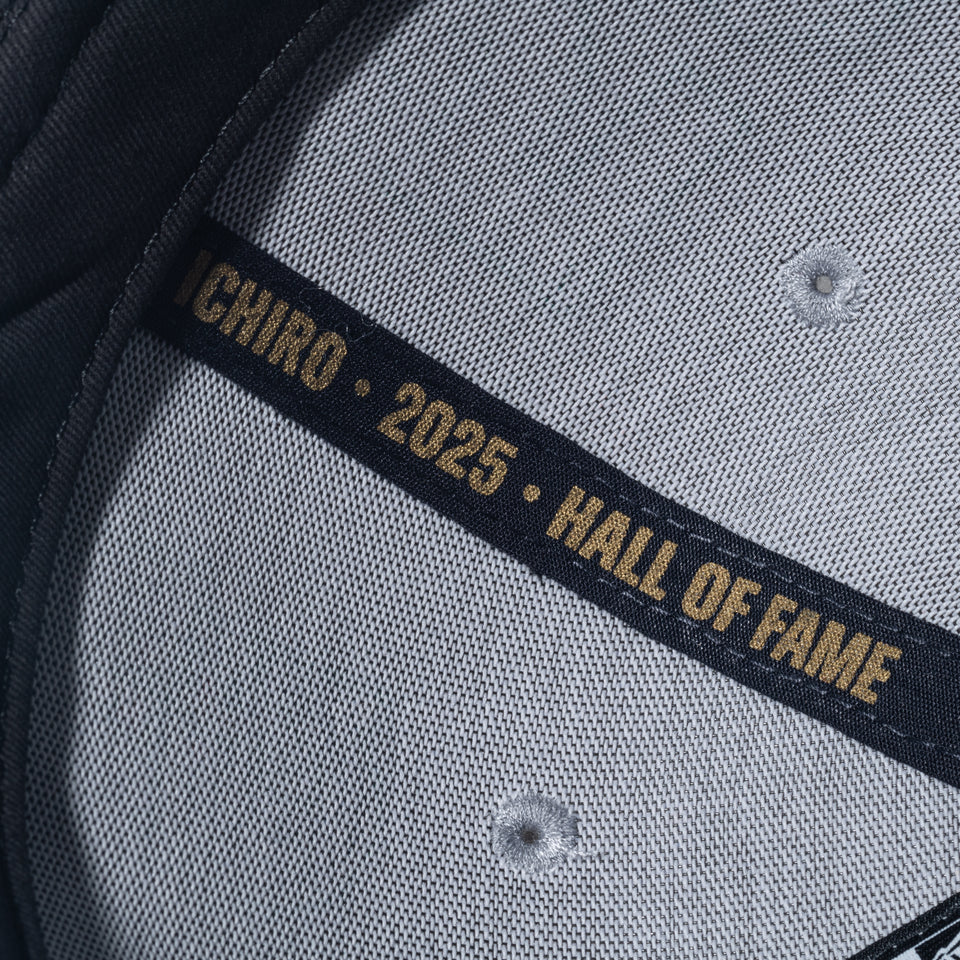 ICHIRO • 2025 • HALL OF FAME